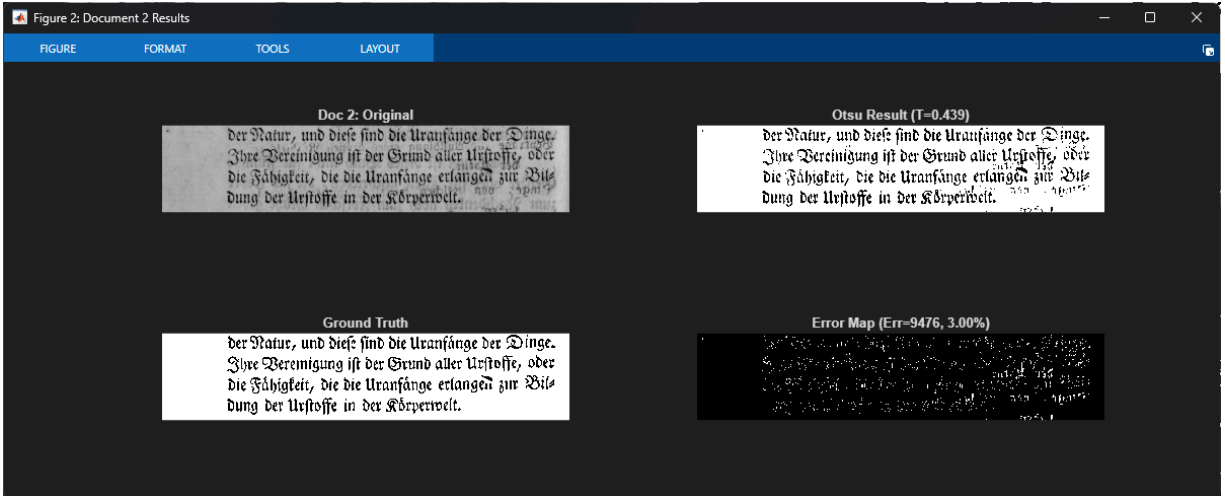 Figure 2: Document 2 Results
FIGURE FORMAT TOOLS LAYOUT
Doc 2: Original
der Natur, und dieſe ſind die Uranfänge der Dinge.
Ihre Vereinigung iſt der Grund aller Urſtoffe, oder
die Fähigkeit, die die Uranfänge erlangen zur Bil-
dung der Urſtoffe in der Körperwelt.
Otsu Result (T=0.439)
der Natur, und dieſe ſind die Uranfänge der Dinge.
Ihre Vereinigung iſt der Grund aller Urſtoffe, oder
die Fähigkeit, die die Uranfänge erlangen zur Bil-
dung der Urſtoffe in der Körperwelt.
Ground Truth
der Natur, und dieſe ſind die Uranfänge der Dinge.
Ihre Vereinigung iſt der Grund aller Urſtoffe, oder
die Fähigkeit, die die Uranfänge erlangen zur Bil-
dung der Urſtoffe in der Körperwelt.
Error Map (Err=9476, 3.00%)